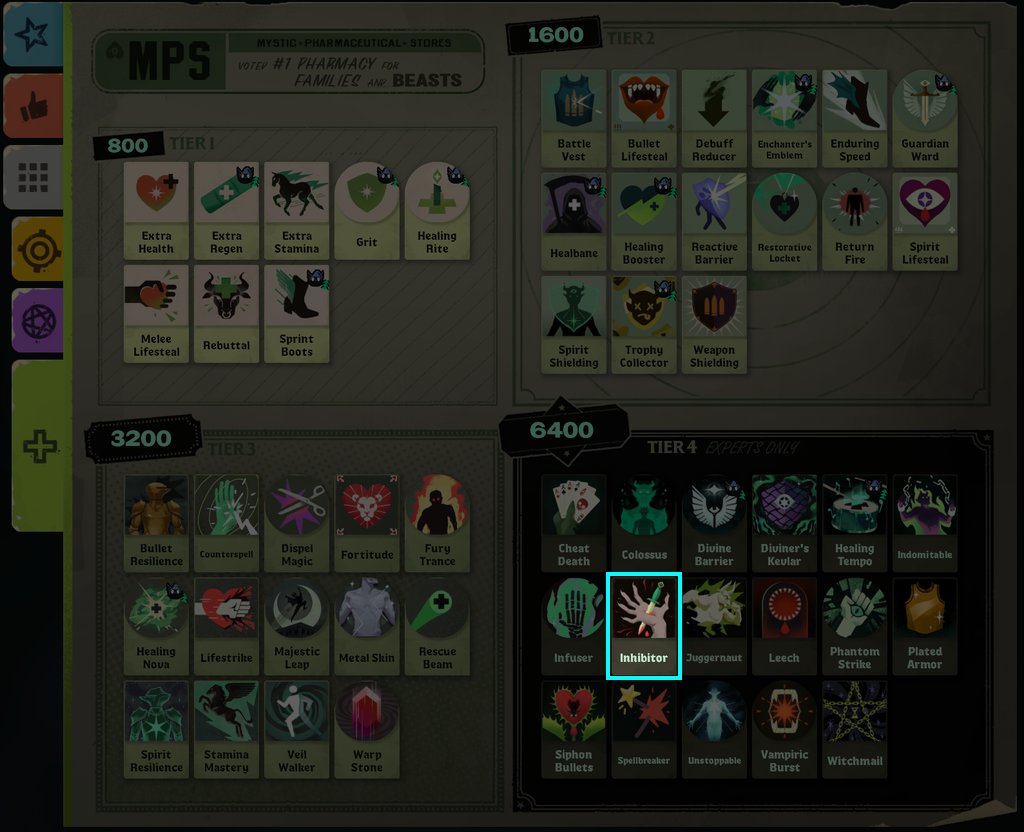 MPS
MYSTIC • PHARMACEUTICAL • STORES
VOTED #1 PHARMACY FOR
FAMILIES AND BEASTS
800 TIER 1
Extra Health
Extra Regen
Extra Stamina
Grit
Healing Rite
Melee Lifesteal
Rebuttal
Sprint Boots
1600 TIER 2
Battle Vest
Bullet Lifesteal
Debuff Reducer
Enchanter's Emblem
Enduring Speed
Guardian Ward
Healbane
Healing Booster
Reactive Barrier
Restorative Locket
Return Fire
Spirit Lifesteal
Spirit Shielding
Trophy Collector
Weapon Shielding
3200 TIER 3
Bullet Resilience
Counterspell
Dispel Magic
Fortitude
Fury Trance
Healing Nova
Lifestrike
Majestic Leap
Metal Skin
Rescue Beam
Spirit Resilience
Stamina Mastery
Veil Walker
Warp Stone
6400 TIER 4 EXPERTS ONLY
Cheat Death
Colossus
Divine Barrier
Diviner's Kevlar
Healing Tempo
Indomitable
Infuser
Inhibitor
Juggernaut
Leech
Phantom Strike
Plated Armor
Siphon Bullets
Spellbreaker
Unstoppable
Vampiric Burst
Witchmail